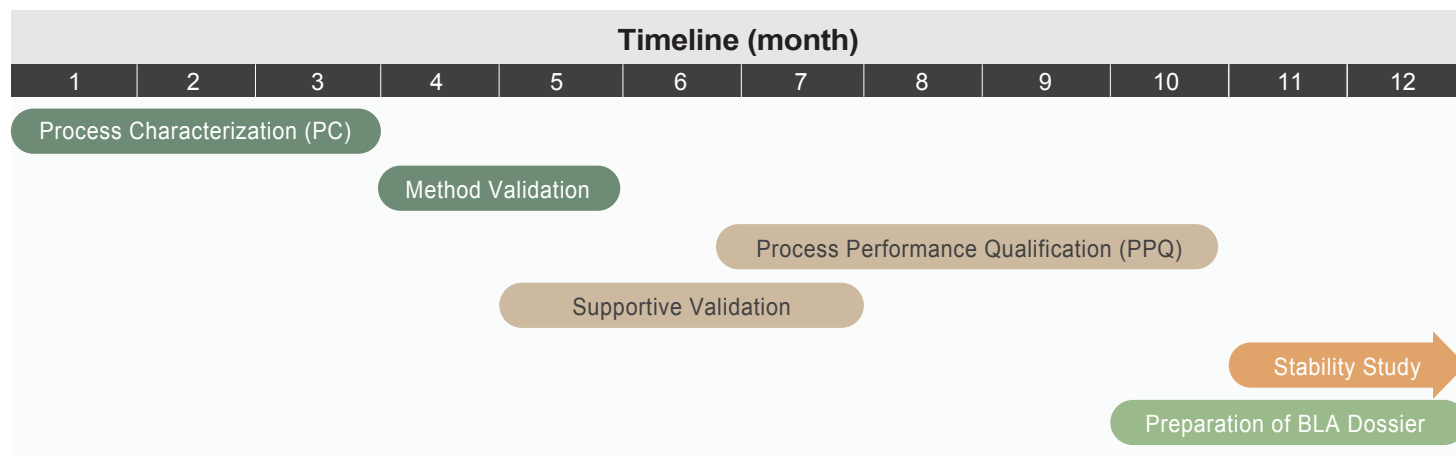 Timeline (month)
1 2 3 4 5 6 7 8 9 10 11 12
Process Characterization (PC)
Method Validation
Process Performance Qualification (PPQ)
Supportive Validation
Stability Study
Preparation of BLA Dossier